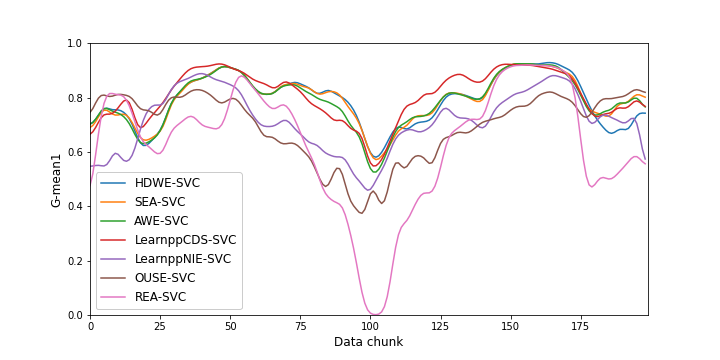 1.0
0.8
0.6
0.4
0.2
0.0
G-mean1
HDWE-SVC
SEA-SVC
AWE-SVC
LearnppCDS-SVC
LearnppNIE-SVC
OUSE-SVC
REA-SVC
0 25 50 75 100 125 150 175
Data chunk